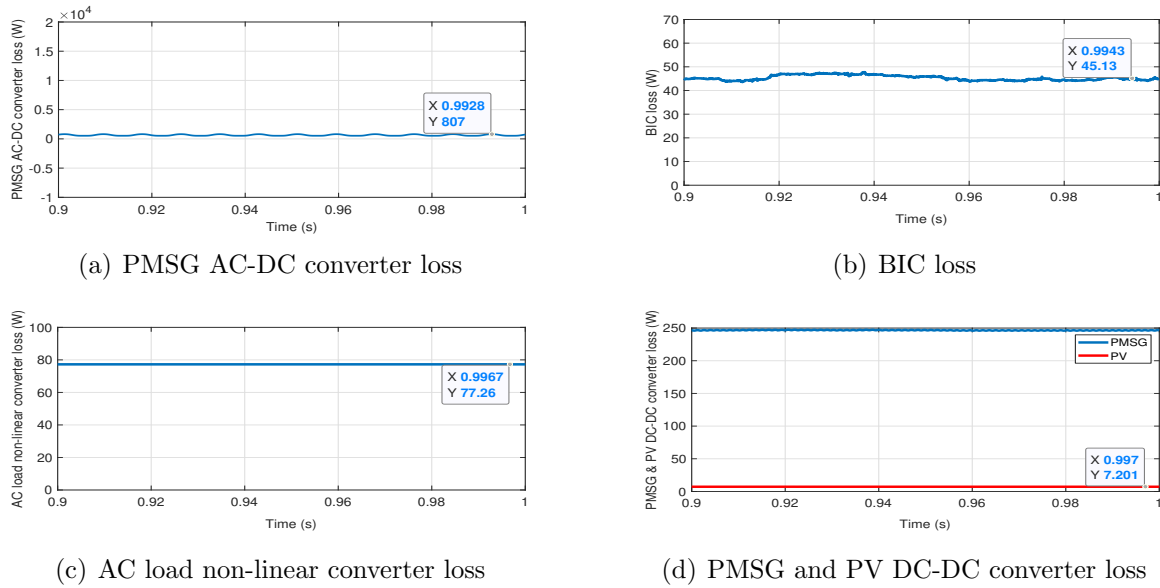 ×10⁴
PMSG AC-DC converter loss (W)
2
1.5
1
0.5
0
-0.5
-1
X 0.9928
Y 807
0.9 0.92 0.94 0.96 0.98 1
Time (s)
(a) PMSG AC-DC converter loss
BIC loss (W)
70
60
50
40
30
20
10
0
X 0.9943
Y 45.13
0.9 0.92 0.94 0.96 0.98 1
Time (s)
(b) BIC loss
AC load non-linear converter loss (W)
100
80
60
40
20
0
X 0.9967
Y 77.26
0.9 0.92 0.94 0.96 0.98 1
Time (s)
(c) AC load non-linear converter loss
PMSG & PV DC-DC converter loss (W)
250
200
150
100
50
0
PMSG
PV
X 0.997
Y 7.201
0.9 0.92 0.94 0.96 0.98 1
Time (s)
(d) PMSG and PV DC-DC converter loss